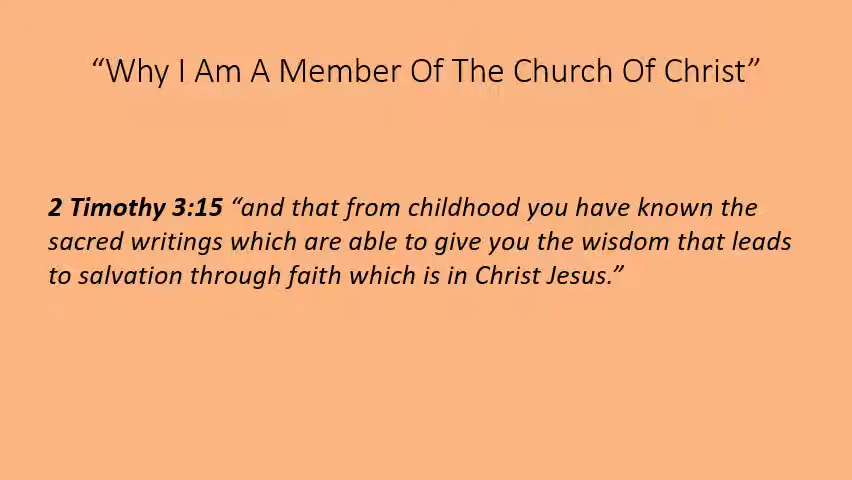 “Why I Am A Member Of The Church Of Christ”
2 Timothy 3:15 “and that from childhood you have known the
sacred writings which are able to give you the wisdom that leads
to salvation through faith which is in Christ Jesus.”